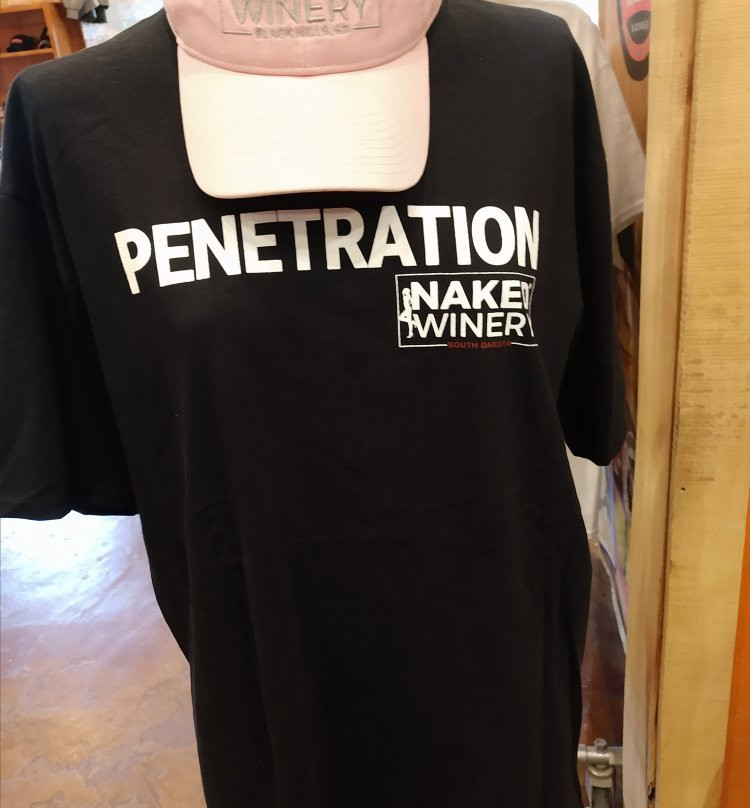 WINERY
BLACK HILLS, SD
PENETRATION
NAKED
WINERY
SOUTH DAKOTA